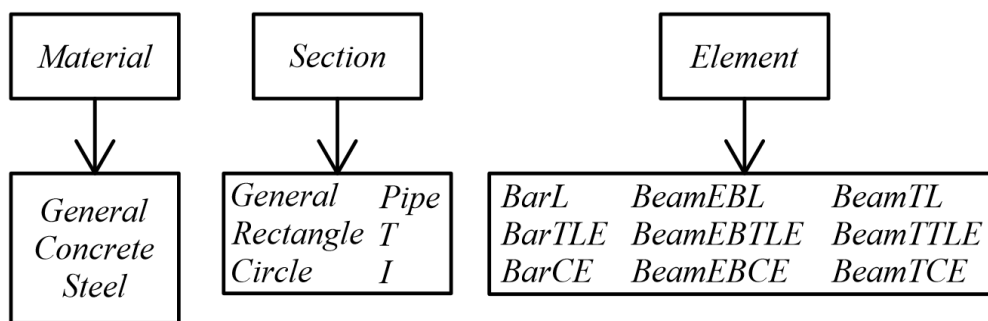 Material
Section
Element
General
Concrete
Steel
General Pipe
Rectangle T
Circle I
BarL BeamEBL BeamTL
BarTLE BeamEBTLE BeamTTLE
BarCE BeamEBCE BeamTCE